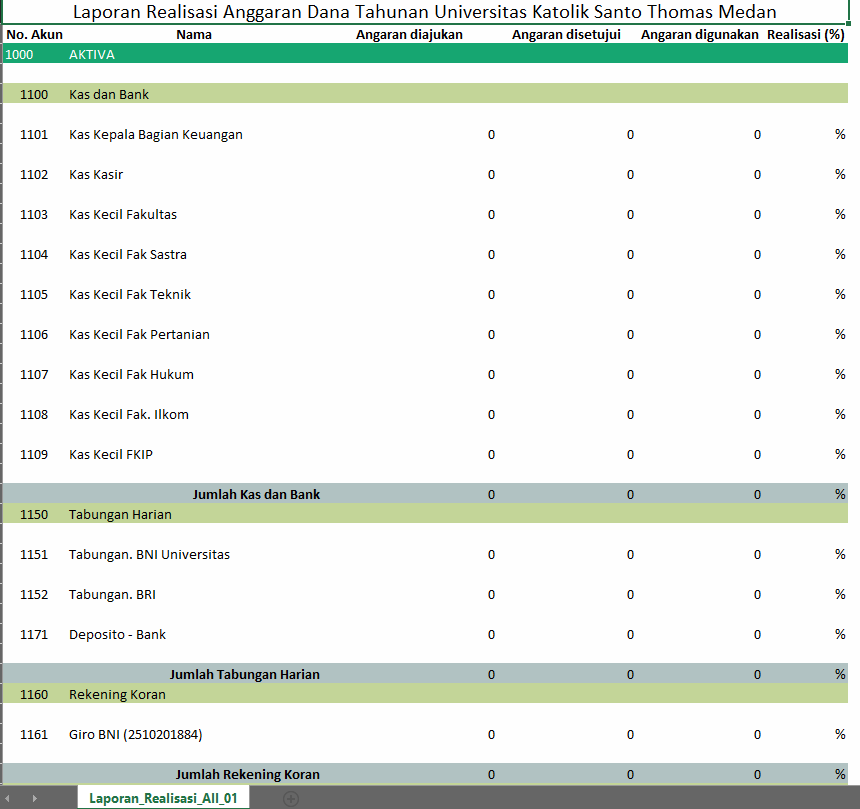 Laporan Realisasi Anggaran Dana Tahunan Universitas Katolik Santo Thomas Medan
No. Akun Nama Angaran diajukan Angaran disetujui Angaran digunakan Realisasi (%)
1000 AKTIVA
1100 Kas dan Bank
1101 Kas Kepala Bagian Keuangan 0 0 0 %
1102 Kas Kasir 0 0 0 %
1103 Kas Kecil Fakultas 0 0 0 %
1104 Kas Kecil Fak Sastra 0 0 0 %
1105 Kas Kecil Fak Teknik 0 0 0 %
1106 Kas Kecil Fak Pertanian 0 0 0 %
1107 Kas Kecil Fak Hukum 0 0 0 %
1108 Kas Kecil Fak. Ilkom 0 0 0 %
1109 Kas Kecil FKIP 0 0 0 %
Jumlah Kas dan Bank 0 0 0 %
1150 Tabungan Harian
1151 Tabungan. BNI Universitas 0 0 0 %
1152 Tabungan. BRI 0 0 0 %
1171 Deposito - Bank 0 0 0 %
Jumlah Tabungan Harian 0 0 0 %
1160 Rekening Koran
1161 Giro BNI (2510201884) 0 0 0 %
Jumlah Rekening Koran 0 0 0 %
Laporan_Realisasi_All_01